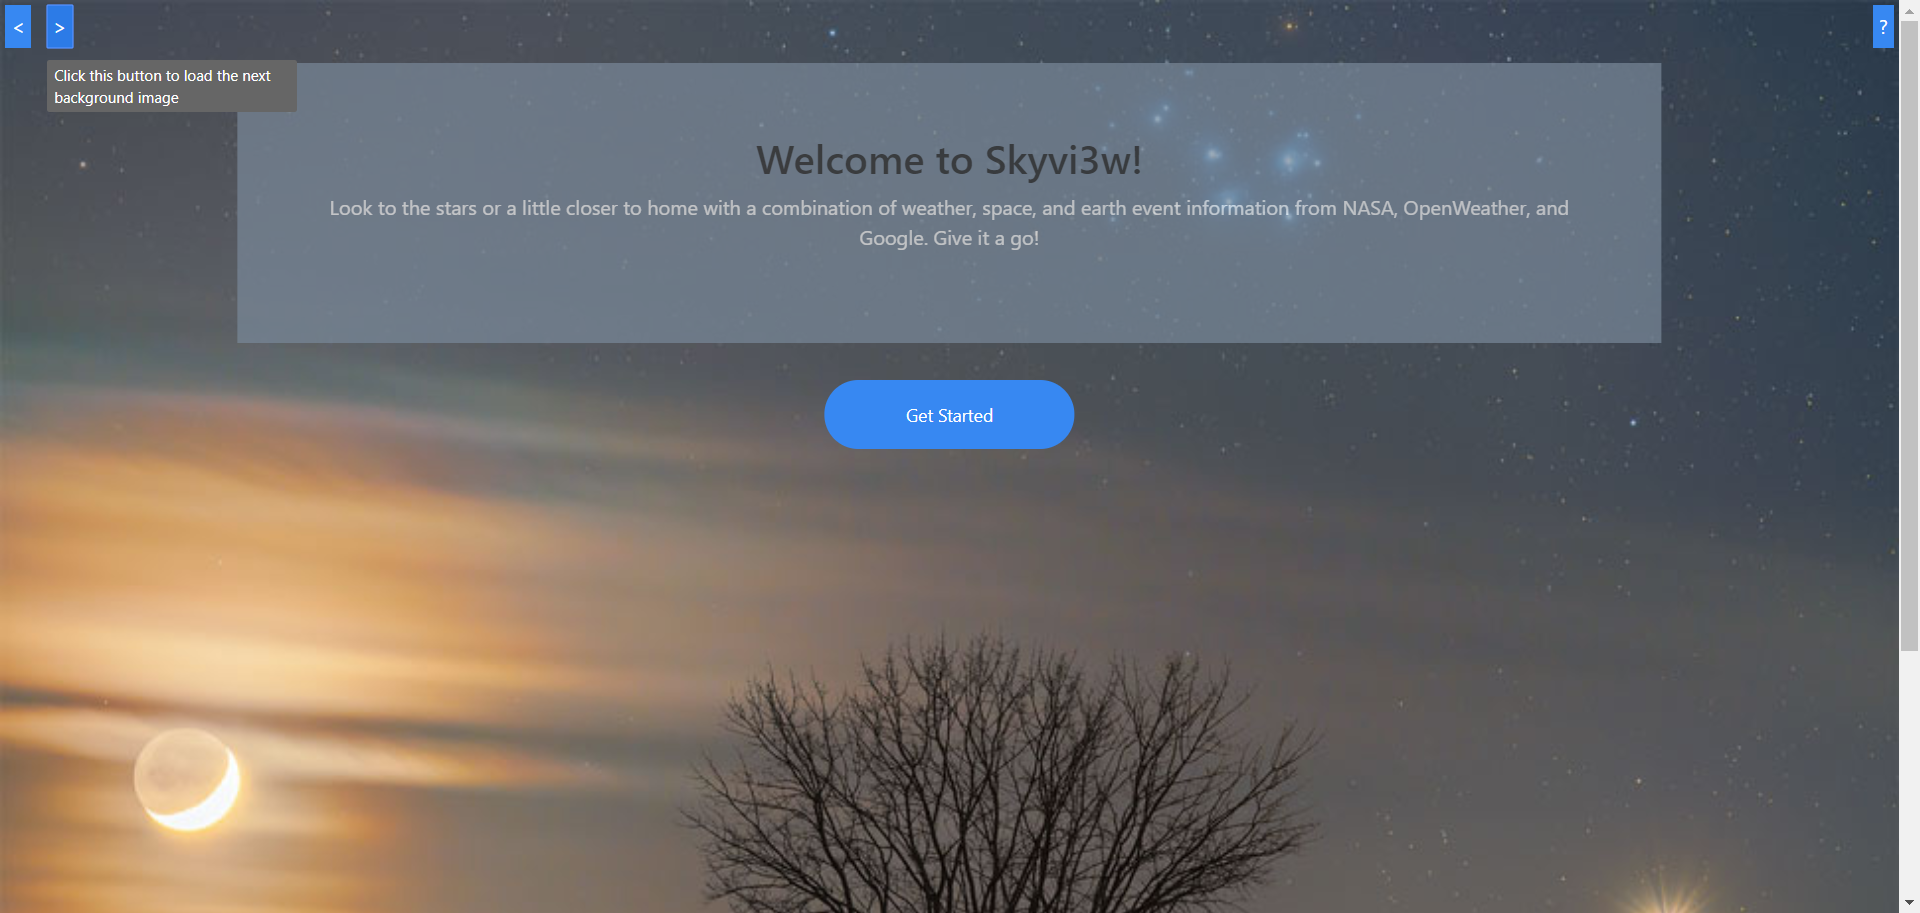 <
>
?
Click this button to load the next
background image
Welcome to Skyvi3w!
Look to the stars or a little closer to home with a combination of weather, space, and earth event information from NASA, OpenWeather, and
Google. Give it a go!
Get Started